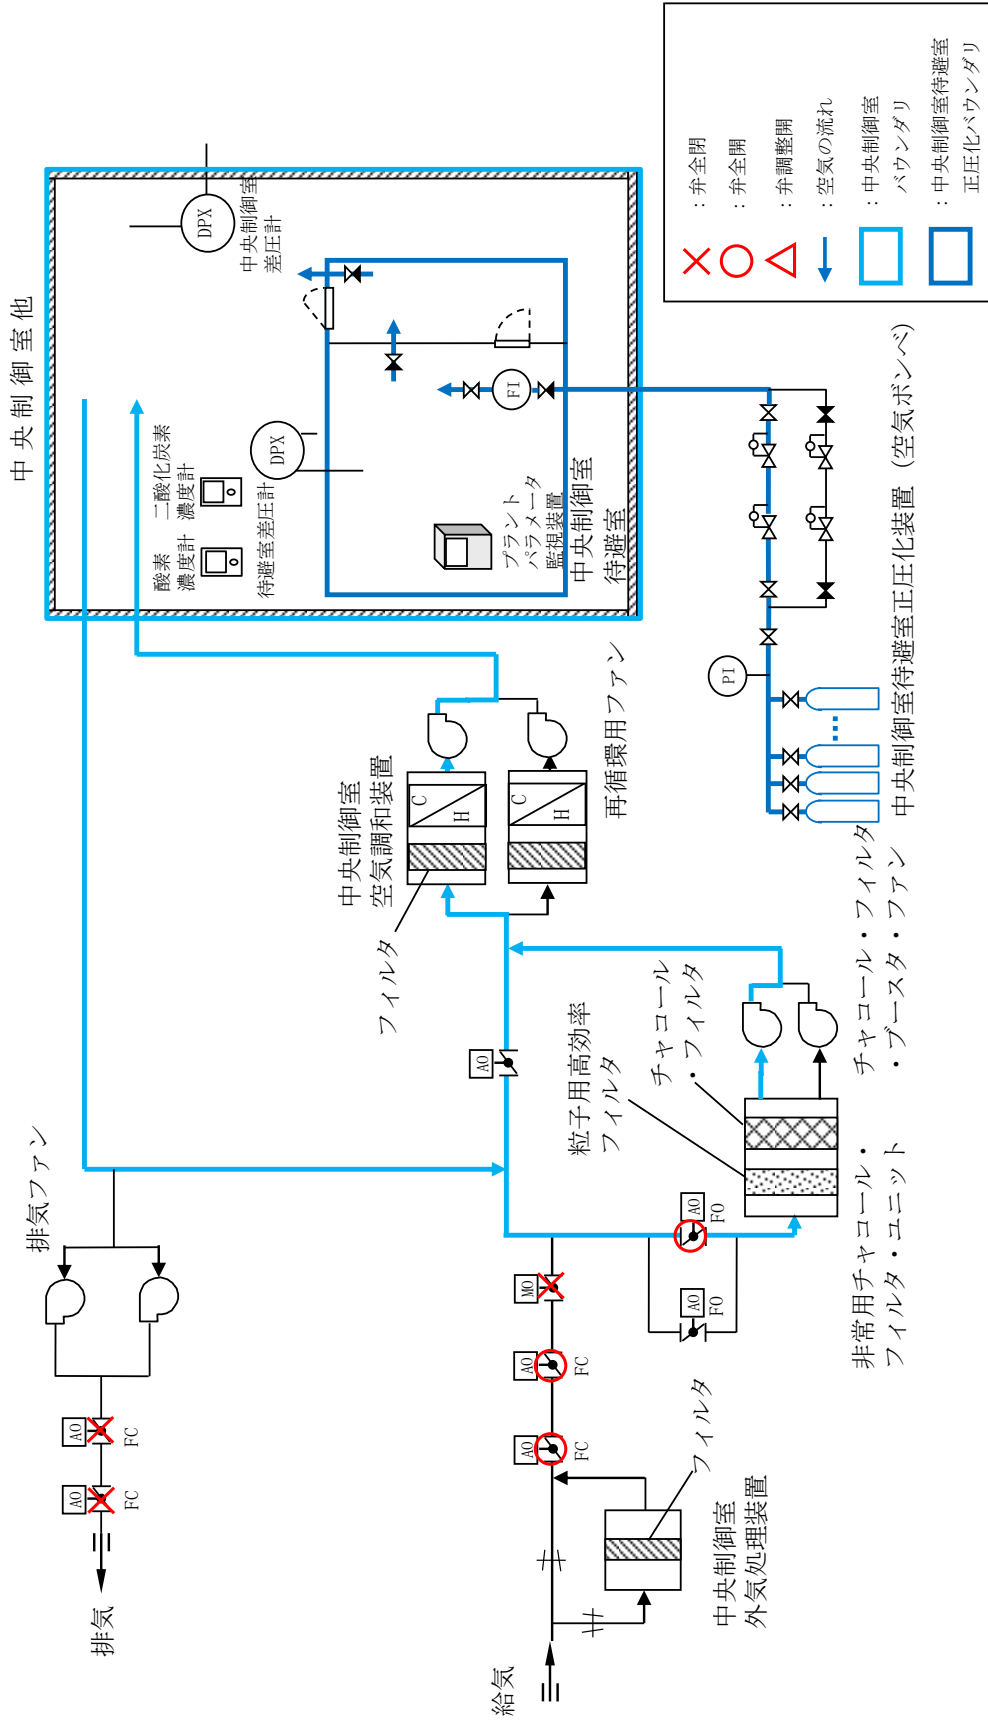 中央制御室他
DPX
中央制御室
差圧計
二酸化炭素
濃度計
酸素
濃度計
DPX
待避室差圧計
FI
プラント
パラメータ
監視装置
中央制御室
待避室
：弁全閉
：弁全開
：弁調整開
：空気の流れ
：中央制御室
バウンダリ
：中央制御室待避室
正圧化バウンダリ
PI
中央制御室待避室正圧化装置（空気ボンベ）
中央制御室
空気調和装置
フィルタ
C
H
C
H
再循環用ファン
AO
粒子用高効率
フィルタ
チャコール
・フィルタ
チャコール・フィルタ
・ブースタ・ファン
非常用チャコール・
フィルタ・ユニット
AO
FO
AO
FO
排気ファン
AO
FC
AO
FC
排気
MO
AO
FC
AO
FC
フィルタ
中央制御室
外気処理装置
給気